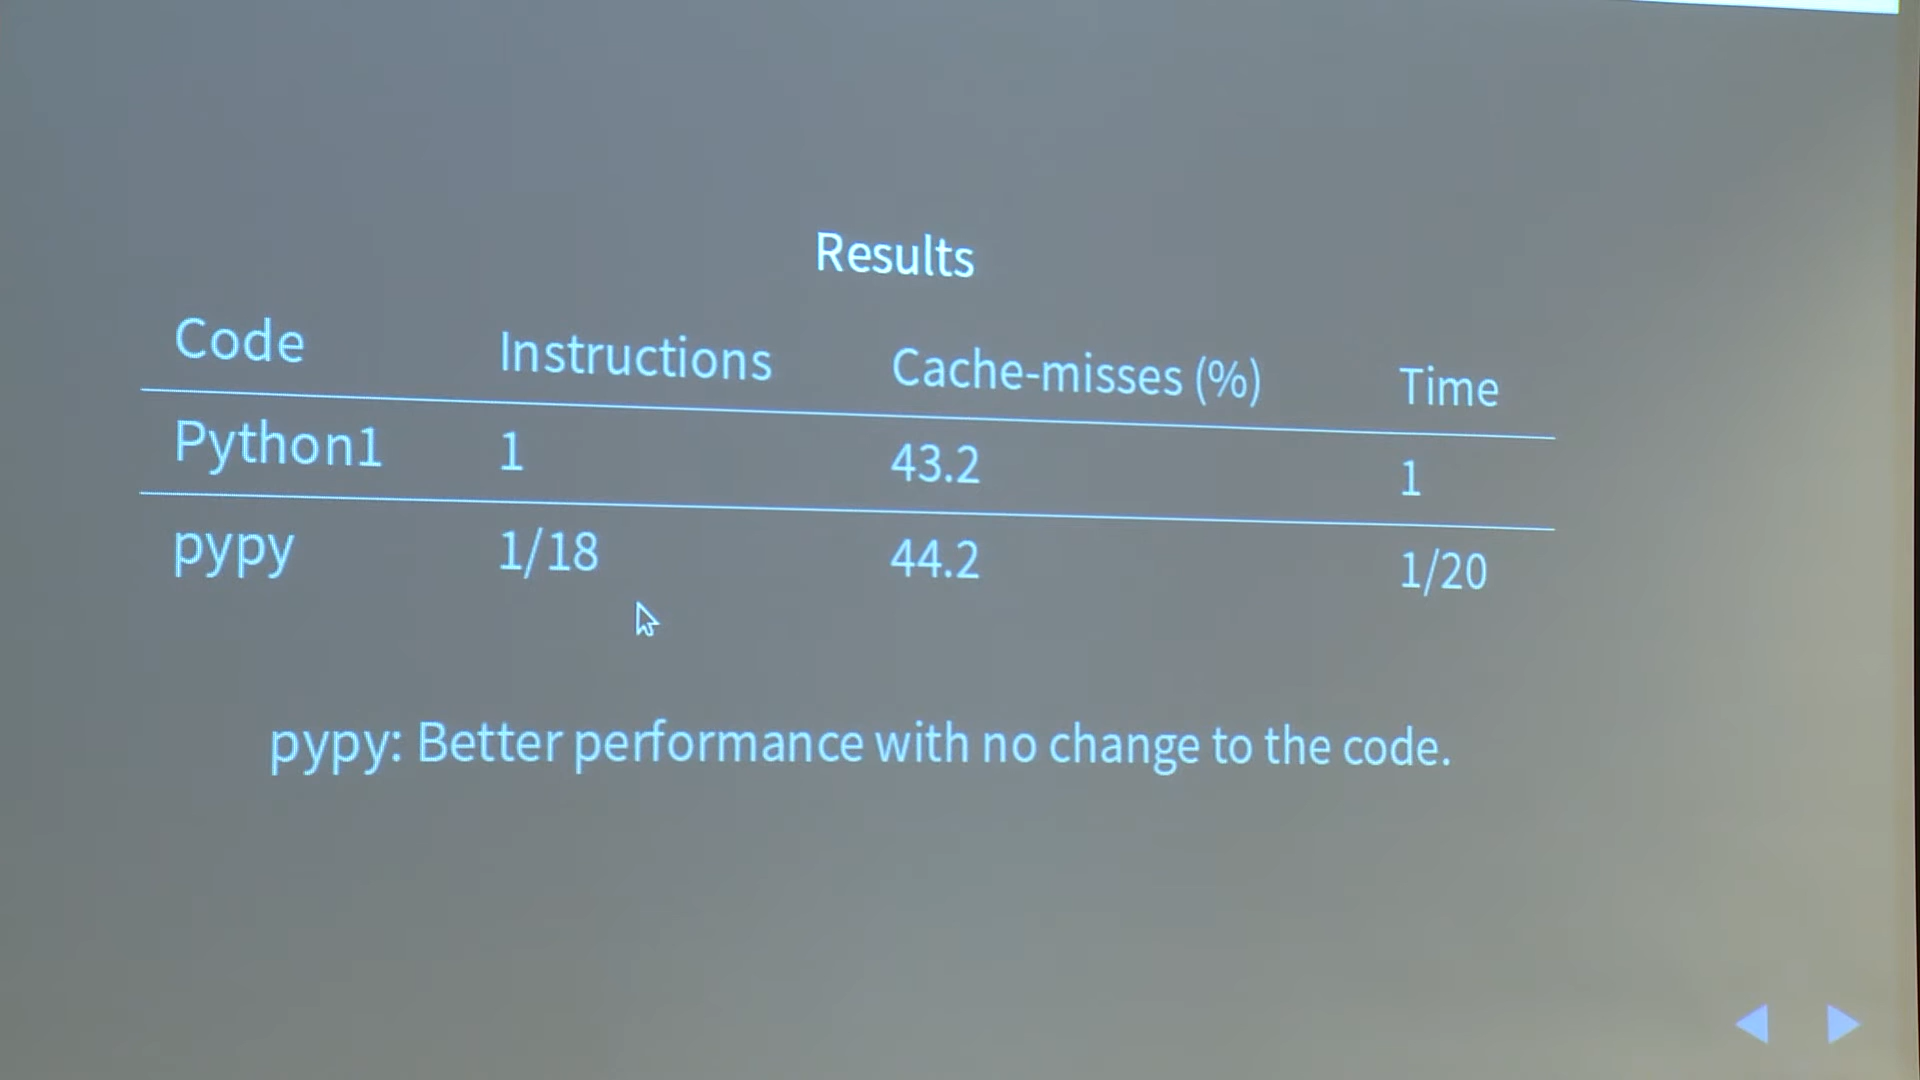 Results
Code Instructions Cache-misses (%) Time
Python1 1 43.2 1
pypy 1/18 44.2 1/20
pypy: Better performance with no change to the code.